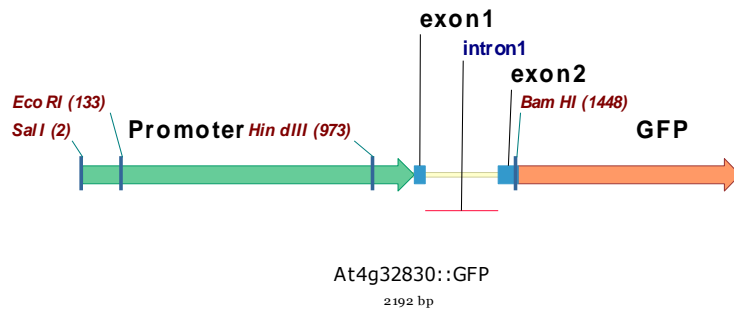 exon1
intron1
exon2
Eco RI (133)
Bam HI (1448)
Sal I (2)
Promoter
Hin dIII (973)
GFP
At4g32830::GFP
2192 bp